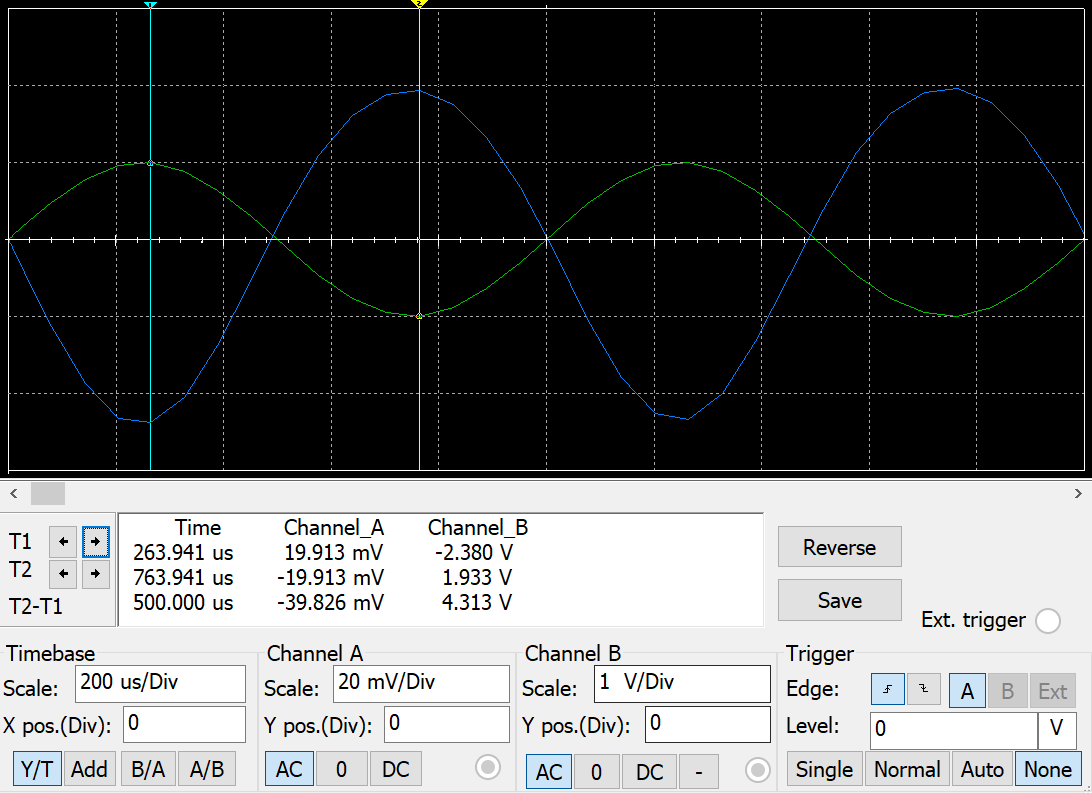 1 2
Time Channel_A Channel_B
T1 263.941 us 19.913 mV -2.380 V
T2 763.941 us -19.913 mV 1.933 V
T2-T1 500.000 us -39.826 mV 4.313 V
Reverse
Save
Ext. trigger
Timebase
Scale: 200 us/Div
X pos.(Div): 0
Y/T Add B/A A/B
Channel A
Scale: 20 mV/Div
Y pos.(Div): 0
AC 0 DC
Channel B
Scale: 1 V/Div
Y pos.(Div): 0
AC 0 DC -
Trigger
Edge: A B Ext
Level: 0 V
Single Normal Auto None